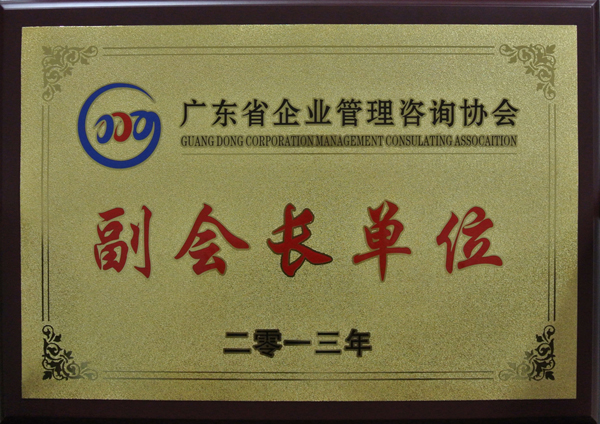 广东省企业管理咨询协会
GUANG DONG CORPORATION MANAGEMENT CONSULATING ASSOCAITION
副会长单位
二零一三年